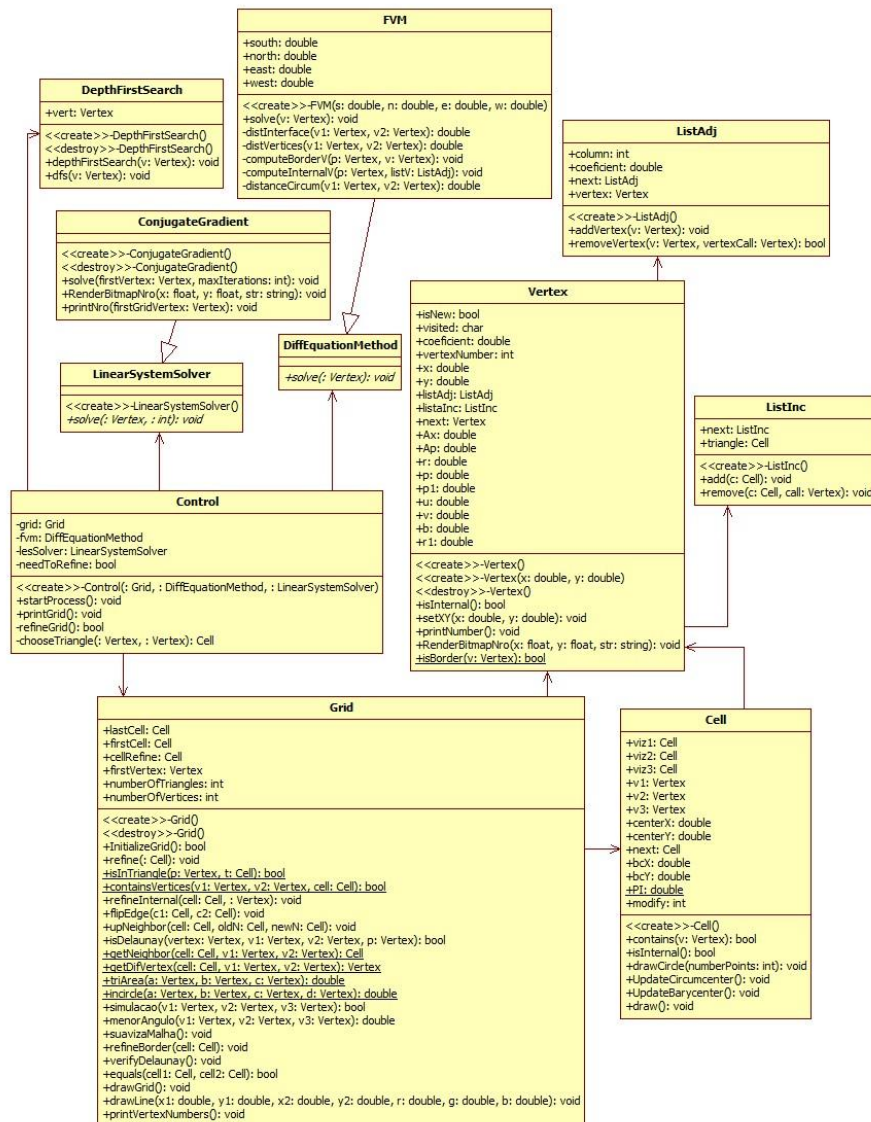 FVM
+south: double
+north: double
+east: double
+west: double
<<create>>-FVM(s: double, n: double, e: double, w: double)
+solve(v: Vertex): void
-distInterface(v1: Vertex, v2: Vertex): double
-distVertices(v1: Vertex, v2: Vertex): double
-computeBorderV(p: Vertex, v: Vertex): void
-computeInternalV(p: Vertex, listV: ListAdj): void
-distanceCircum(v1: Vertex, v2: Vertex): double
DepthFirstSearch
+vert: Vertex
<<create>>-DepthFirstSearch()
<<destroy>>-DepthFirstSearch()
+depthFirstSearch(v: Vertex): void
+dfs(v: Vertex): void
ListAdj
+column: int
+coeficient: double
+next: ListAdj
+vertex: Vertex
<<create>>-ListAdj()
+addVertex(v: Vertex): void
+removeVertex(v: Vertex, vertexCall: Vertex): bool
ConjugateGradient
<<create>>-ConjugateGradient()
<<destroy>>-ConjugateGradient()
+solve(firstVertex: Vertex, maxIterations: int): void
+RenderBitmapNro(x: float, y: float, str: string): void
+printNro(firstGridVertex: Vertex): void
DiffEquationMethod
+solve(: Vertex): void
LinearSystemSolver
<<create>>-LinearSystemSolver()
+solve(: Vertex, : int): void
Vertex
+isNew: bool
+visited: char
+coeficient: double
+vertexNumber: int
+x: double
+y: double
+listAdj: ListAdj
+listaInc: ListInc
+next: Vertex
+Ax: double
+Ap: double
+r: double
+p: double
+p1: double
+u: double
+v: double
+b: double
+r1: double
<<create>>-Vertex()
<<create>>-Vertex(x: double, y: double)
<<destroy>>-Vertex()
+isInternal(): bool
+setXY(x: double, y: double): void
+printNumber(): void
+RenderBitmapNro(x: float, y: float, str: string): void
+isBorder(v: Vertex): bool
ListInc
+next: ListInc
+triangle: Cell
<<create>>-ListInc()
+add(c: Cell): void
+remove(c: Cell, call: Vertex): void
Control
-grid: Grid
-fvm: DiffEquationMethod
-lesSolver: LinearSystemSolver
-needToRefine: bool
<<create>>-Control(: Grid, : DiffEquationMethod, : LinearSystemSolver)
+startProcess(): void
+printGrid(): void
-refineGrid(): bool
-chooseTriangle(: Vertex, : Vertex): Cell
Grid
+lastCell: Cell
+firstCell: Cell
+cellRefine: Cell
+firstVertex: Vertex
+numberOfTriangles: int
+numberOfVertices: int
<<create>>-Grid()
<<destroy>>-Grid()
+InitializeGrid(): bool
+refine(: Cell): void
+isInTriangle(p: Vertex, t: Cell): bool
+containsVertices(v1: Vertex, v2: Vertex, cell: Cell): bool
+refineInternal(cell: Cell, : Vertex): void
+flipEdge(c1: Cell, c2: Cell): void
+upNeighbor(cell: Cell, oldN: Cell, newN: Cell): void
+isDelaunay(vertex: Vertex, v1: Vertex, v2: Vertex, p: Vertex): bool
+getNeighbor(cell: Cell, v1: Vertex, v2: Vertex): Cell
+getDifVertex(cell: Cell, v1: Vertex, v2: Vertex): Vertex
+triArea(a: Vertex, b: Vertex, c: Vertex): double
+incircle(a: Vertex, b: Vertex, c: Vertex, d: Vertex): double
+simulacao(v1: Vertex, v2: Vertex, v3: Vertex): bool
+menorAngulo(v1: Vertex, v2: Vertex, v3: Vertex): double
+suavizaMalha(): void
+refineBorder(cell: Cell): void
+verifyDelaunay(): void
+equals(cell1: Cell, cell2: Cell): bool
+drawGrid(): void
+drawLine(x1: double, y1: double, x2: double, y2: double, r: double, g: double, b: double): void
+printVertexNumbers(): void
Cell
+viz1: Cell
+viz2: Cell
+viz3: Cell
+v1: Vertex
+v2: Vertex
+v3: Vertex
+centerX: double
+centerY: double
+next: Cell
+bcX: double
+bcY: double
+PI: double
+modify: int
<<create>>-Cell()
+contains(v: Vertex): bool
+isInternal(): bool
+drawCircle(numberPoints: int): void
+UpdateCircumcenter(): void
+UpdateBarycenter(): void
+draw(): void